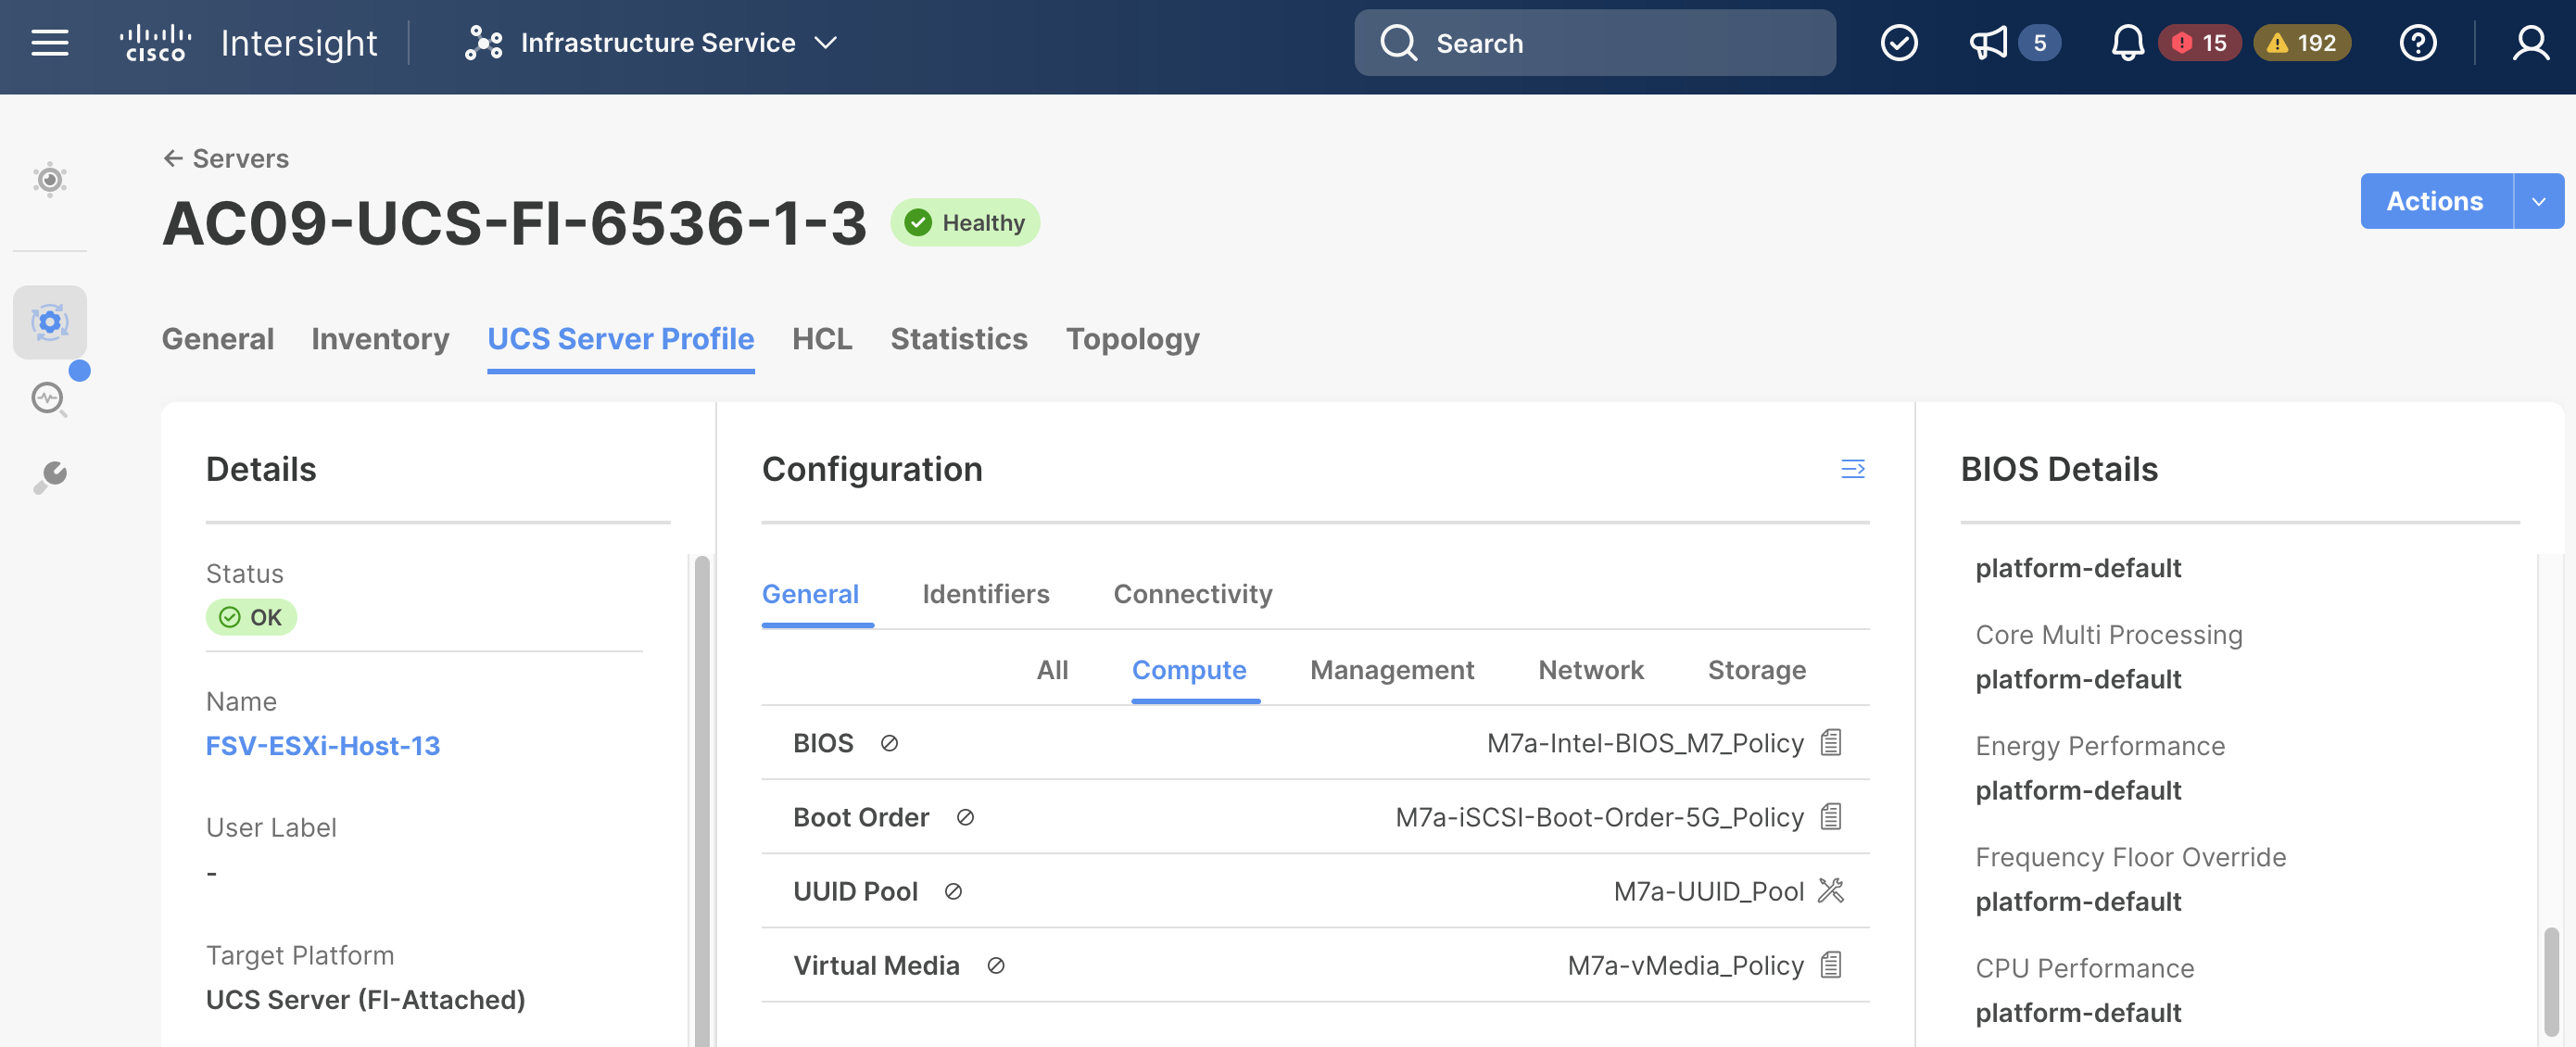 cisco Intersight Infrastructure Service Search 5 15 192
← Servers
AC09-UCS-FI-6536-1-3 Healthy
Actions
General Inventory UCS Server Profile HCL Statistics Topology
Details
Status
OK
Name
FSV-ESXi-Host-13
User Label
-
Target Platform
UCS Server (FI-Attached)
Configuration
General Identifiers Connectivity
All Compute Management Network Storage
BIOS M7a-Intel-BIOS_M7_Policy
Boot Order M7a-iSCSI-Boot-Order-5G_Policy
UUID Pool M7a-UUID_Pool
Virtual Media M7a-vMedia_Policy
BIOS Details
platform-default
Core Multi Processing
platform-default
Energy Performance
platform-default
Frequency Floor Override
platform-default
CPU Performance
platform-default